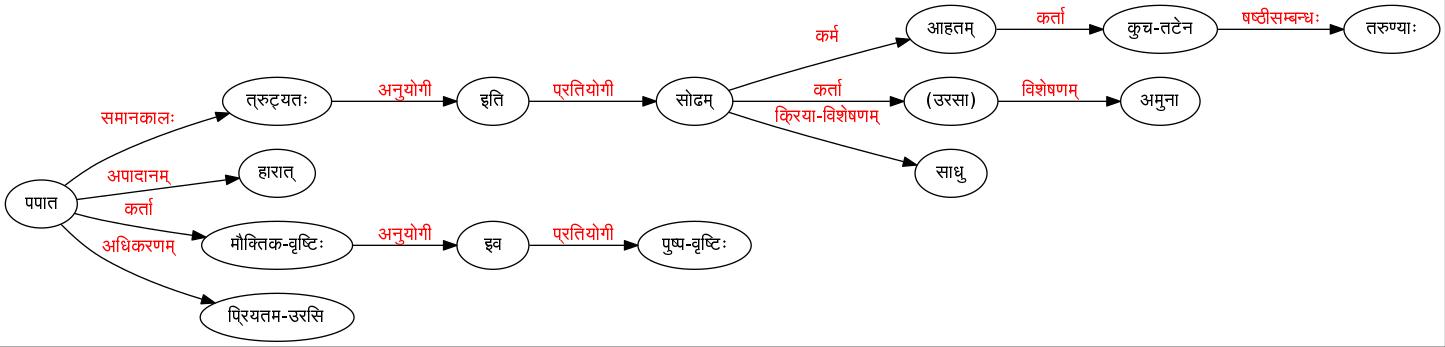 कर्म
आहतम्
कर्ता
कुच-तटेन
षष्ठीसम्बन्धः
तरुण्याः
समानकालः
त्रुट्यतः
अनुयोगी
इति
प्रतियोगी
सोढम्
कर्ता
(उरसा)
विशेषणम्
अमुना
क्रिया-विशेषणम्
साधु
पपात
अपादानम्
हारात्
कर्ता
मौक्तिक-वृष्टिः
अनुयोगी
इव
प्रतियोगी
पुष्प-वृष्टिः
अधिकरणम्
प्रियतम-उरसि